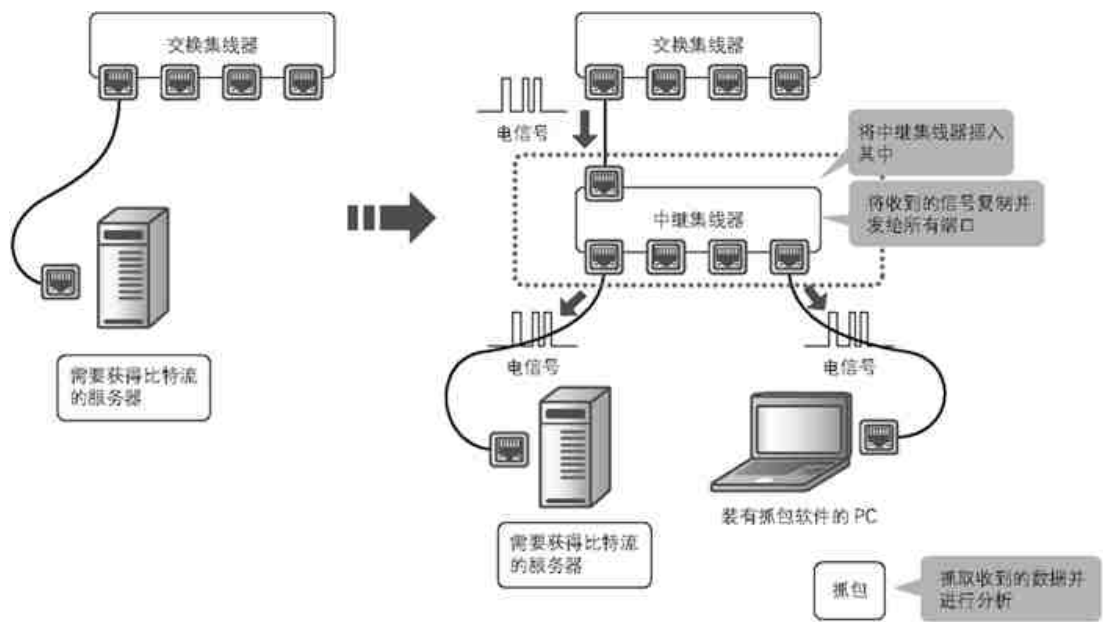 交换集线器
需要获得比特流
的服务器
交换集线器
电信号
将中继集线器插入
其中
中继集线器
将收到的信号复制并
发给所有端口
电信号
电信号
需要获得比特流
的服务器
装有抓包软件的 PC
抓包
抓取收到的数据并
进行分析